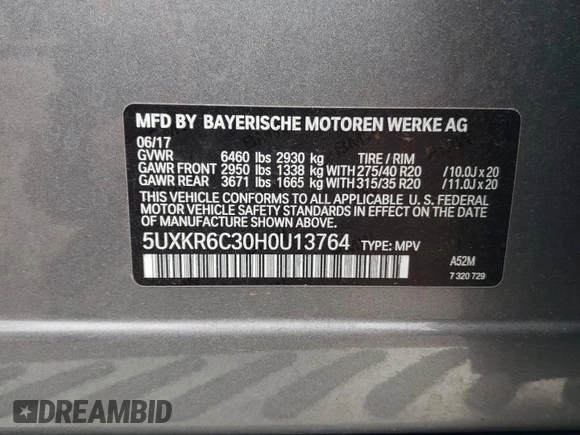 MFD BY BAYERISCHE MOTOREN WERKE AG
06/17
GVWR 6460 lbs 2930 kg TIRE / RIM
GAWR FRONT 2950 lbs 1338 kg WITH 275/40 R20 /10.0J x 20
GAWR REAR 3671 lbs 1665 kg WITH 315/35 R20 /11.0J x 20
THIS VEHICLE CONFORMS TO ALL APPLICABLE U. S. FEDERAL
MOTOR VEHICLE SAFETY STANDARDS IN EFFECT ON THE DATE OF
MANUFACTURE SHOWN ABOVE.
5UXKR6C30H0U13764 TYPE: MPV
A52M
7 320 729
DREAMBID